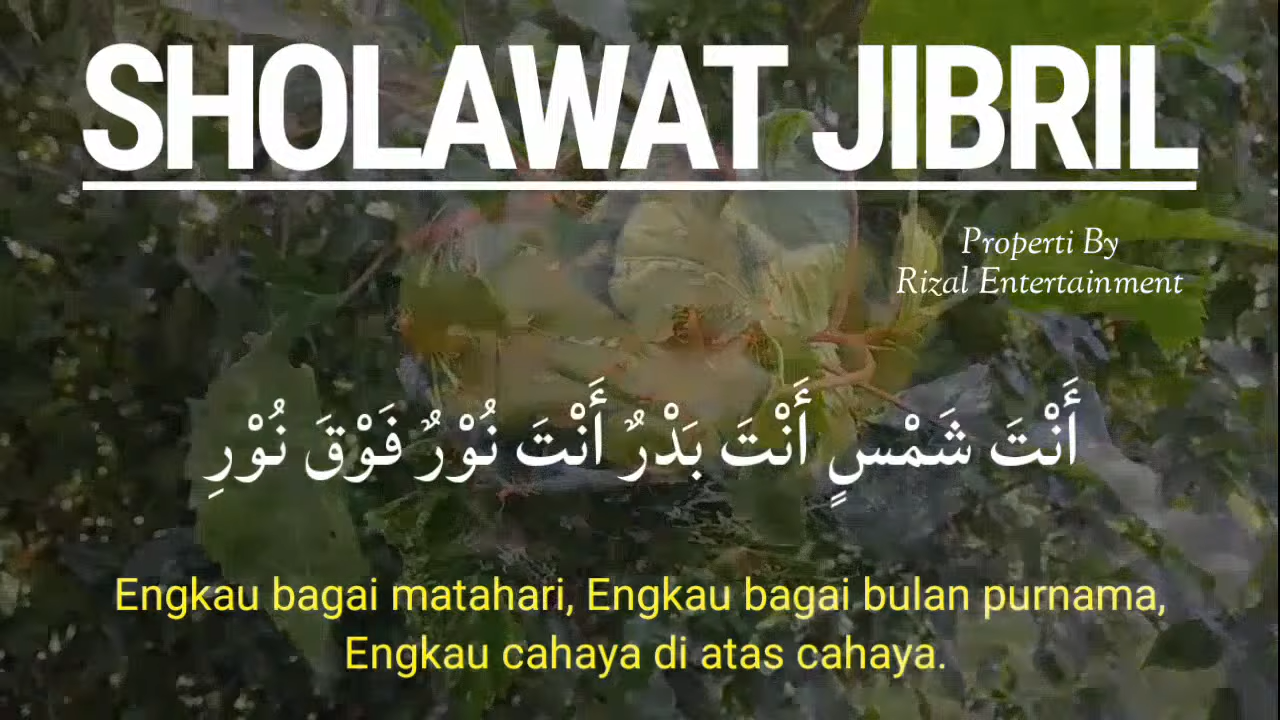 SHOLAWAT JIBRIL
Properti By
Rizal Entertainment
أَنْتَ شَمْسٍ أَنْتَ بَدْرٌ أَنْتَ نُوْرٌ فَوْقَ نُوْرِ
Engkau bagai matahari, Engkau bagai bulan purnama,
Engkau cahaya di atas cahaya.